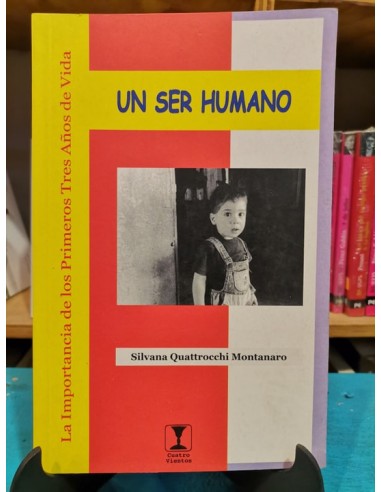 La Importancia de los Primeros Tres Años de Vida
UN SER HUMANO
Silvana Quattrocchi Montanaro
Cuatro
Vientos